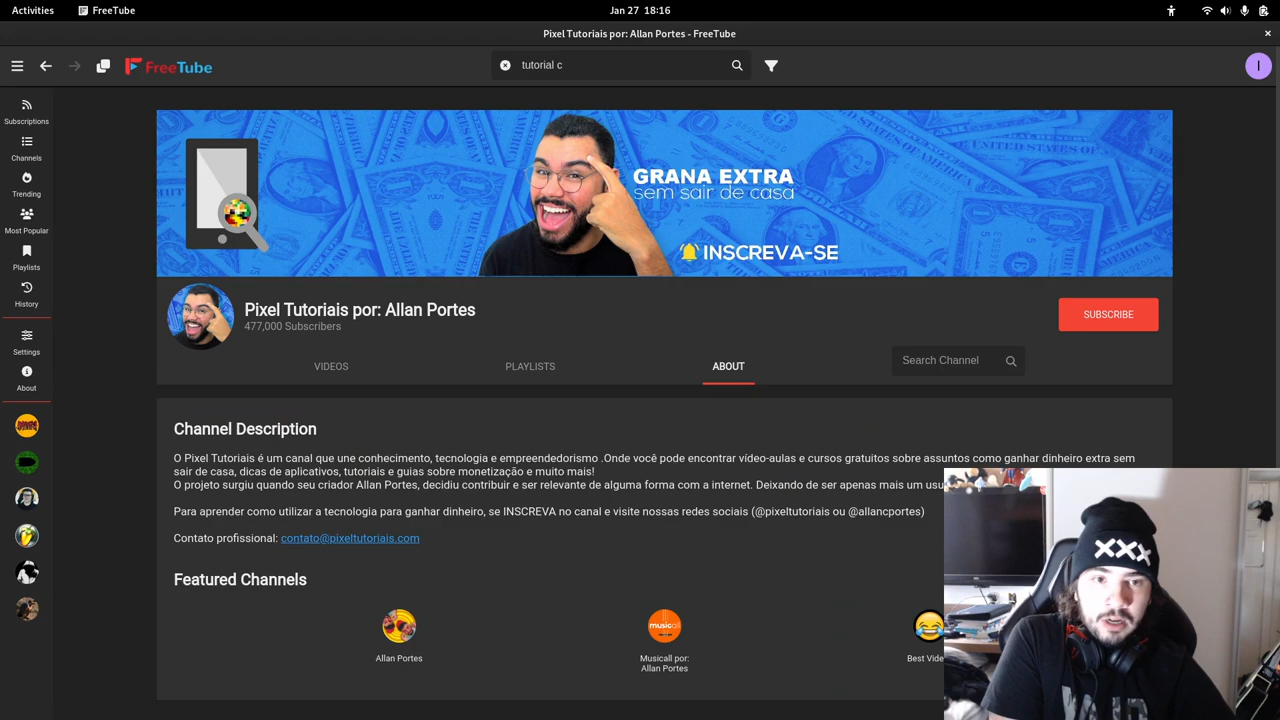 Activities
FreeTube
Jan 27 18:16
Pixel Tutoriais por: Allan Portes - FreeTube
FreeTube
tutorial c
I
Subscriptions
Channels
Trending
Most Popular
Playlists
History
Settings
About
GRANA EXTRA
sem sair de casa
INSCREVA-SE
Pixel Tutoriais por: Allan Portes
477,000 Subscribers
SUBSCRIBE
VIDEOS
PLAYLISTS
ABOUT
Search Channel
Channel Description
O Pixel Tutoriais é um canal que une conhecimento, tecnologia e empreendedorismo .Onde você pode encontrar vídeo-aulas e cursos gratuitos sobre assuntos como ganhar dinheiro extra sem
sair de casa, dicas de aplicativos, tutoriais e guias sobre monetização e muito mais!
O projeto surgiu quando seu criador Allan Portes, decidiu contribuir e ser relevante de alguma forma com a internet. Deixando de ser apenas mais um
Para aprender como utilizar a tecnologia para ganhar dinheiro, se INSCREVA no canal e visite nossas redes sociais (@pixeltutoriais ou @allancportes)
Contato profissional: contato@pixeltutoriais.com
Featured Channels
Allan Portes
musicall
Musicall por:
Allan Portes
Best
XXX